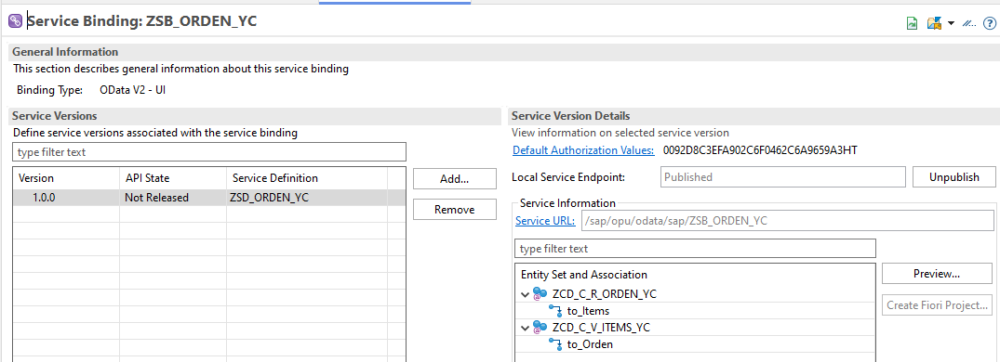 Service Binding: ZSB_ORDEN_YC
General Information
This section describes general information about this service binding
Binding Type: OData V2 - UI
Service Versions
Define service versions associated with the service binding
type filter text
Version API State Service Definition
1.0.0 Not Released ZSD_ORDEN_YC
Add...
Remove
Service Version Details
View information on selected service version
Default Authorization Values: 0092D8C3EFA902C6F0462C6A9659A3HT
Local Service Endpoint: Published Unpublish
Service Information
Service URL: /sap/opu/odata/sap/ZSB_ORDEN_YC
type filter text
Entity Set and Association
ZCD_C_R_ORDEN_YC
to_Items
ZCD_C_V_ITEMS_YC
to_Orden
Preview...
Create Fiori Project...